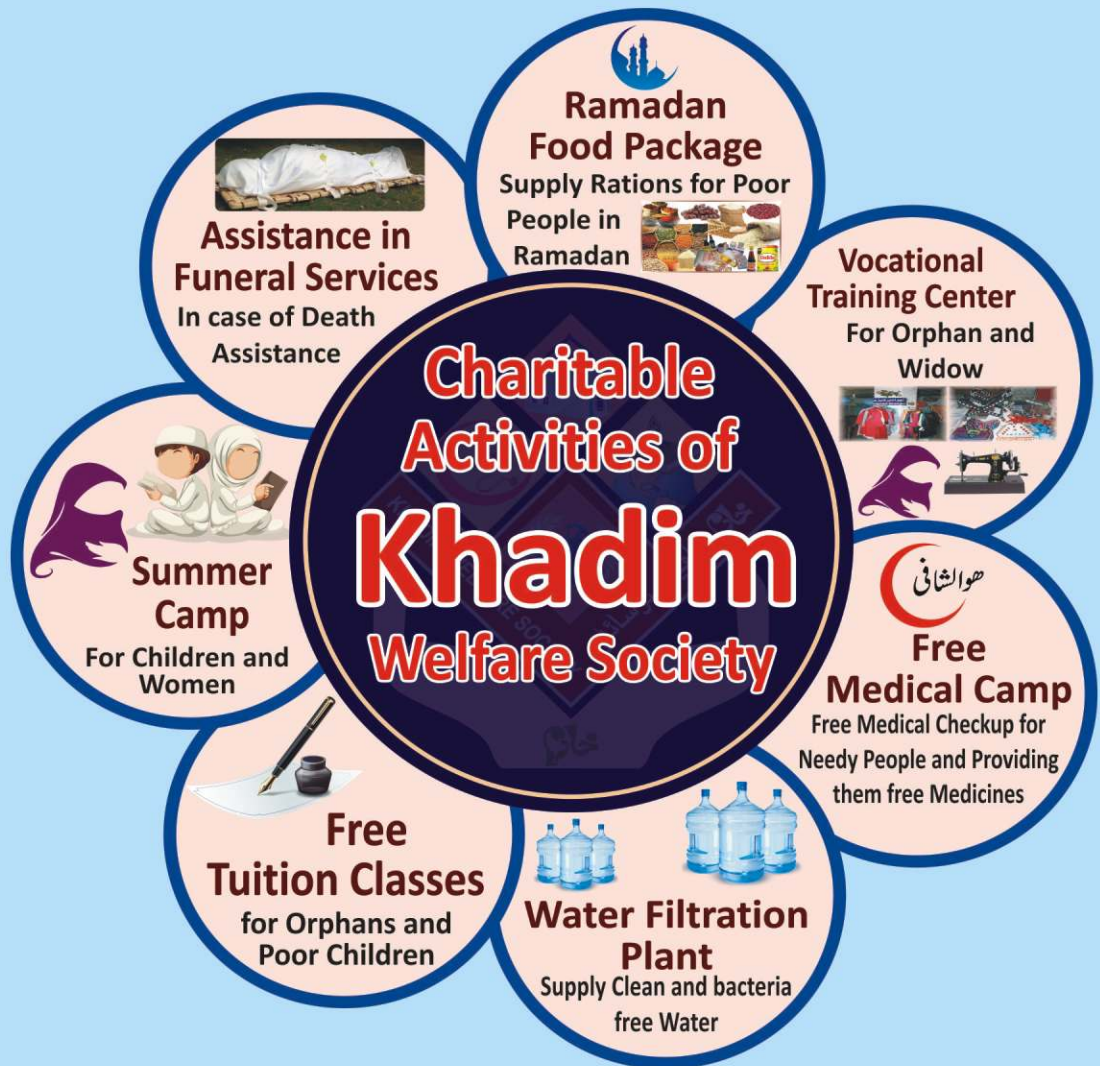 Charitable
Activities of
Khadim
Welfare Society
Ramadan
Food Package
Supply Rations for Poor
People in
Ramadan
Vocational
Training Center
For Orphan and
Widow
هوالشافی
Free
Medical Camp
Free Medical Checkup for
Needy People and Providing
them free Medicines
Water Filtration
Plant
Supply Clean and bacteria
free Water
Free
Tuition Classes
for Orphans and
Poor Children
Summer
Camp
For Children and
Women
Assistance in
Funeral Services
In case of Death
Assistance